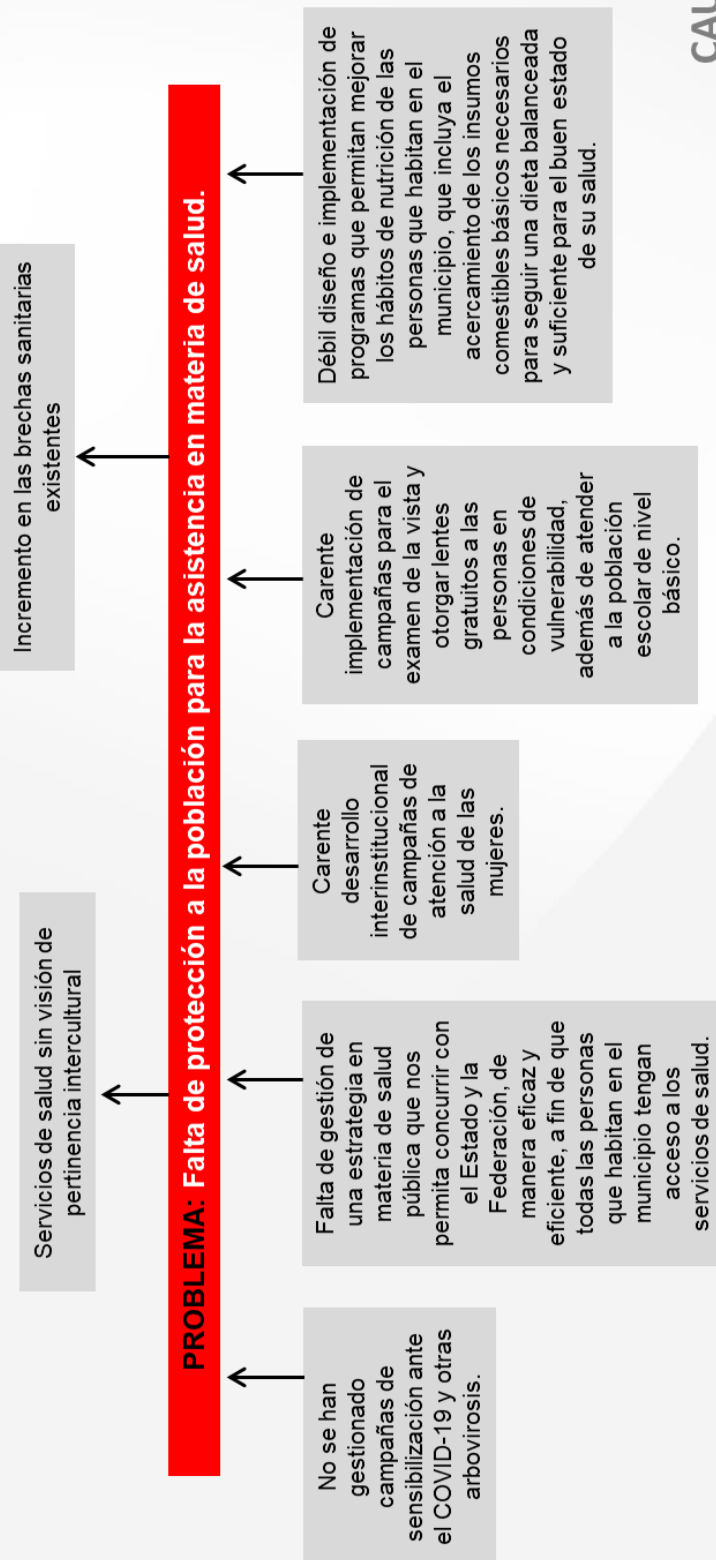 Servicios de salud sin visión de
pertinencia intercultural
Incremento en las brechas sanitarias
existentes
PROBLEMA: Falta de protección a la población para la asistencia en materia de salud.
No se han
gestionado
campañas de
sensibilización ante
el COVID-19 y otras
arbovirosis.
Falta de gestión de
una estrategia en
materia de salud
pública que nos
permita concurrir con
el Estado y la
Federación, de
manera eficaz y
eficiente, a fin de que
todas las personas
que habitan en el
municipio tengan
acceso a los
servicios de salud.
Carente
desarrollo
interinstitucional
de campañas de
atención a la
salud de las
mujeres.
Carente
implementación de
campañas para el
examen de la vista y
otorgar lentes
gratuitos a las
personas en
condiciones de
vulnerabilidad,
además de atender
a la población
escolar de nivel
básico.
Débil diseño e implementación de
programas que permitan mejorar
los hábitos de nutrición de las
personas que habitan en el
municipio, que incluya el
acercamiento de los insumos
comestibles básicos necesarios
para seguir una dieta balanceada
y suficiente para el buen estado
de su salud.
CAU